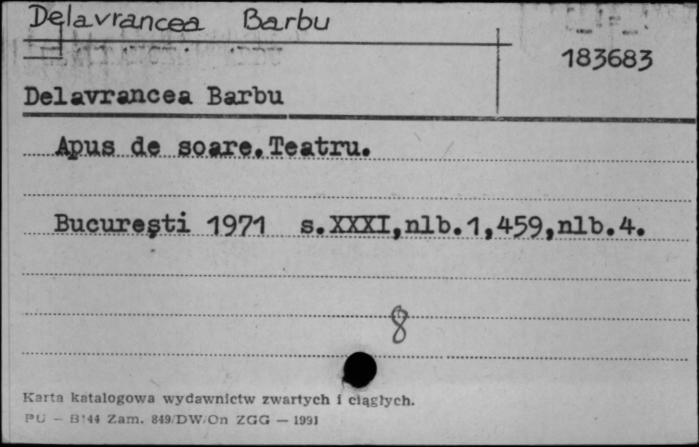 Delavrancea Barbu
183683
Delavrancea Barbu
Apus de soare.Teatru.
București 1971 s.XXXI,nlb.1,459,nlb.4.
8
Karta katalogowa wydawnictw zwartych i ciągłych.
PU – B144 Zam. 849/DW/On ZGG — 1991